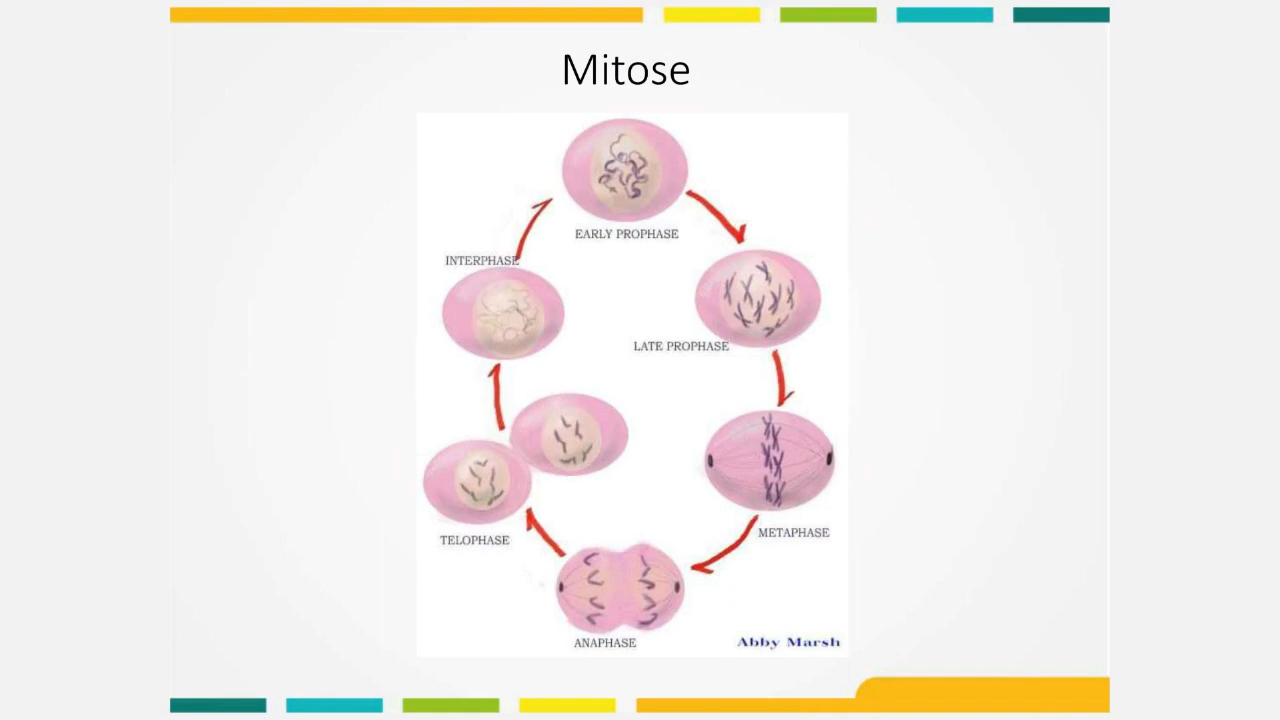 Mitose
EARLY PROPHASE
INTERPHASE
LATE PROPHASE
METAPHASE
TELOPHASE
ANAPHASE
Abby Marsh